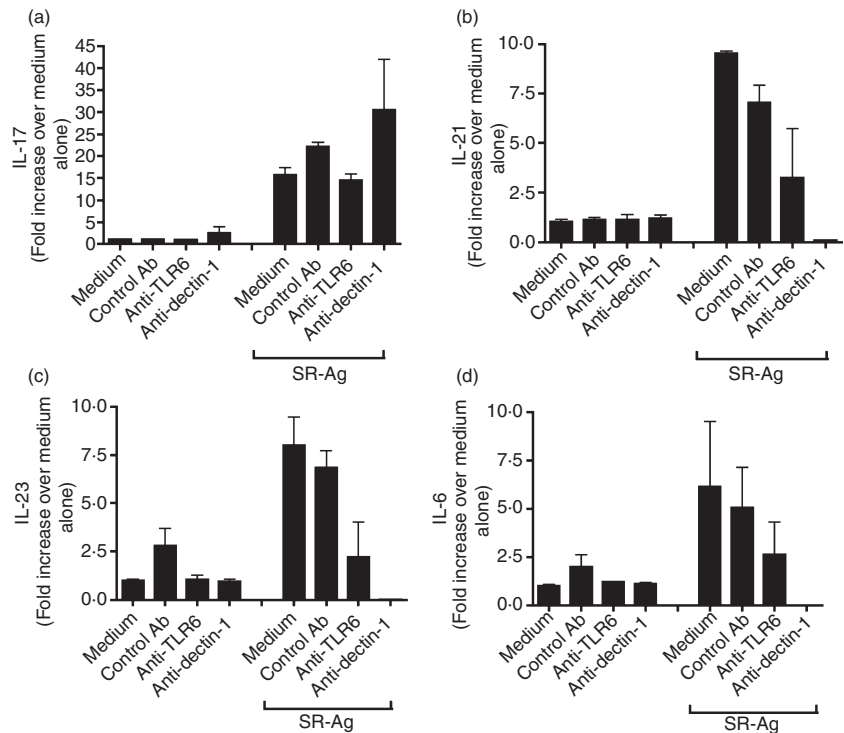 (a)
IL-17
(Fold increase over medium
alone)
45
40
35
30
25
20
15
10
5
0
Medium
Control Ab
Anti-TLR6
Anti-dectin-1
Medium
Control Ab
Anti-TLR6
Anti-dectin-1
SR-Ag
(b)
IL-21
(Fold increase over medium
alone)
10·0
7·5
5·0
2·5
0·0
Medium
Control Ab
Anti-TLR6
Anti-dectin-1
Medium
Control Ab
Anti-TLR6
Anti-dectin-1
SR-Ag
(c)
IL-23
(Fold increase over medium
alone)
10·0
7·5
5·0
2·5
0·0
Medium
Control Ab
Anti-TLR6
Anti-dectin-1
Medium
Control Ab
Anti-TLR6
Anti-dectin-1
SR-Ag
(d)
IL-6
(Fold increase over medium
alone)
10·0
7·5
5·0
2·5
0·0
Medium
Control Ab
Anti-TLR6
Anti-dectin-1
Medium
Control Ab
Anti-TLR6
Anti-dectin-1
SR-Ag